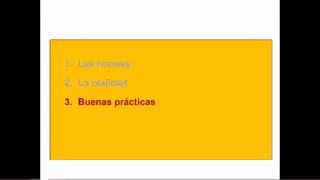 1. Las normas
2. La realidad
3. Buenas prácticas